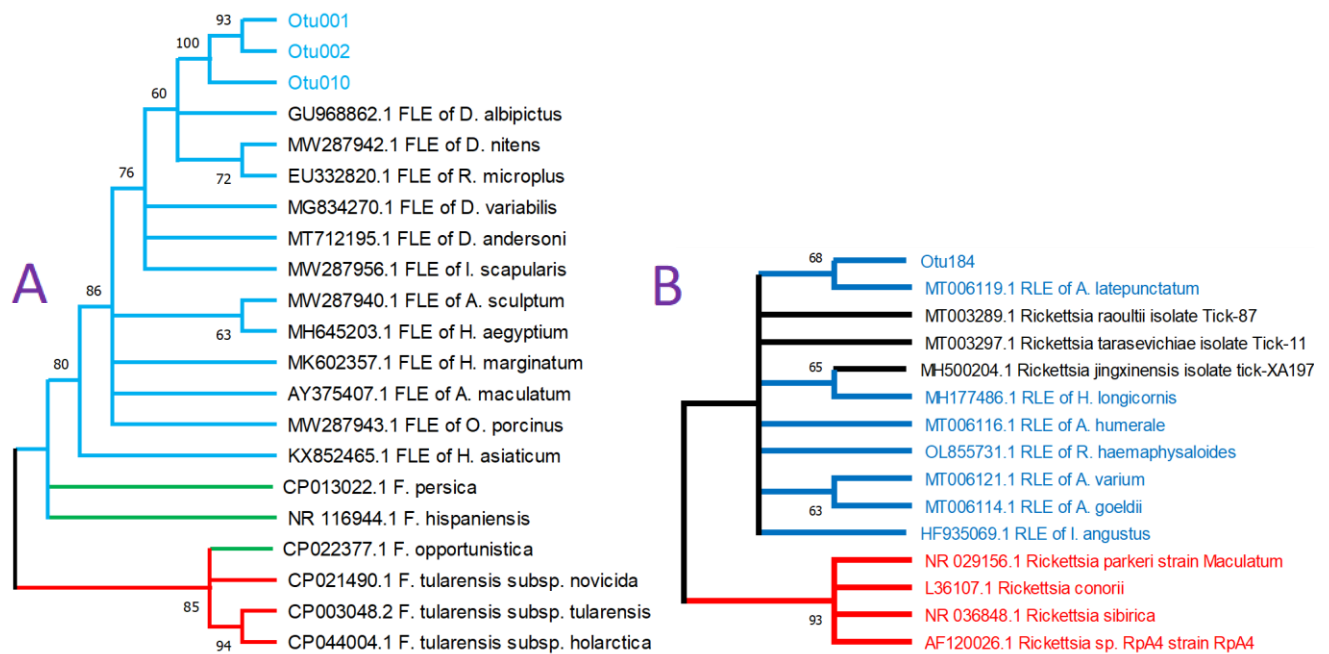 93
Otu001
Otu002
100
Otu010
60
GU968862.1 FLE of D. albipictus
MW287942.1 FLE of D. nitens
72
EU332820.1 FLE of R. microplus
76
MG834270.1 FLE of D. variabilis
MT712195.1 FLE of D. andersoni
MW287956.1 FLE of I. scapularis
A
86
MW287940.1 FLE of A. sculptum
63
MH645203.1 FLE of H. aegyptium
80
MK602357.1 FLE of H. marginatum
AY375407.1 FLE of A. maculatum
MW287943.1 FLE of O. porcinus
KX852465.1 FLE of H. asiaticum
CP013022.1 F. persica
NR 116944.1 F. hispaniensis
CP022377.1 F. opportunistica
85
CP021490.1 F. tularensis subsp. novicida
CP003048.2 F. tularensis subsp. tularensis
94
CP044004.1 F. tularensis subsp. holarctica
B
68
Otu184
MT006119.1 RLE of A. latepunctatum
MT003289.1 Rickettsia raoultii isolate Tick-87
MT003297.1 Rickettsia tarasevichiae isolate Tick-11
65
MH500204.1 Rickettsia jingxinensis isolate tick-XA197
MH177486.1 RLE of H. longicornis
MT006116.1 RLE of A. humerale
OL855731.1 RLE of R. haemaphysaloides
MT006121.1 RLE of A. varium
63
MT006114.1 RLE of A. goeldii
HF935069.1 RLE of I. angustus
NR 029156.1 Rickettsia parkeri strain Maculatum
L36107.1 Rickettsia conorii
93
NR 036848.1 Rickettsia sibirica
AF120026.1 Rickettsia sp. RpA4 strain RpA4